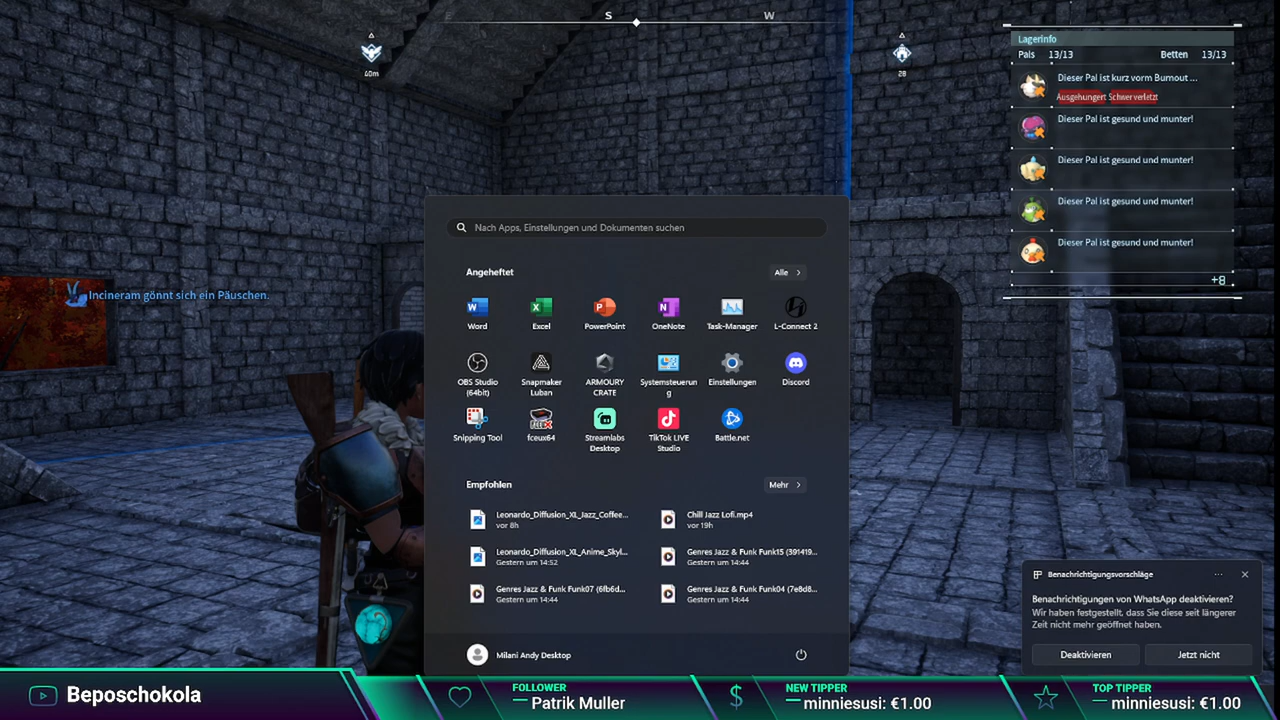 E
S
W
40m
28
Lagerinfo
Pals 13/13 Betten 13/13
Dieser Pal ist kurz vorm Burnout ...
Ausgehungert Schwerverletzt
Dieser Pal ist gesund und munter!
Dieser Pal ist gesund und munter!
Dieser Pal ist gesund und munter!
Dieser Pal ist gesund und munter!
+8
Incineram gönnt sich ein Päuschen.
Nach Apps, Einstellungen und Dokumenten suchen
Angeheftet
Alle
Word
Excel
PowerPoint
OneNote
Task-Manager
L-Connect 2
OBS Studio
(64bit)
Snapmaker
Luban
ARMOURY
CRATE
Systemsteuerun
g
Einstellungen
Discord
Snipping Tool
fceux64
Streamlabs
Desktop
TikTok LIVE
Studio
Battle.net
Empfohlen
Mehr
Leonardo_Diffusion_XL_Jazz_Coffee...
vor 8h
Chill Jazz Lofi.mp4
vor 19h
Leonardo_Diffusion_XL_Anime_Skyl...
Gestern um 14:52
Genres Jazz & Funk Funk15 (391419...
Gestern um 14:44
Genres Jazz & Funk Funk07 (6fb6d...
Gestern um 14:44
Genres Jazz & Funk Funk04 (7e8d8...
Gestern um 14:44
Milani Andy Desktop
Benachrichtigungsvorschläge
Benachrichtigungen von WhatsApp deaktivieren?
Wir haben festgestellt, dass Sie diese seit längerer
Zeit nicht mehr geöffnet haben.
Deaktivieren
Jetzt nicht
Beposchokola
FOLLOWER
Patrik Muller
NEW TIPPER
minniesusi: €1.00
TOP TIPPER
minniesusi: €1.00